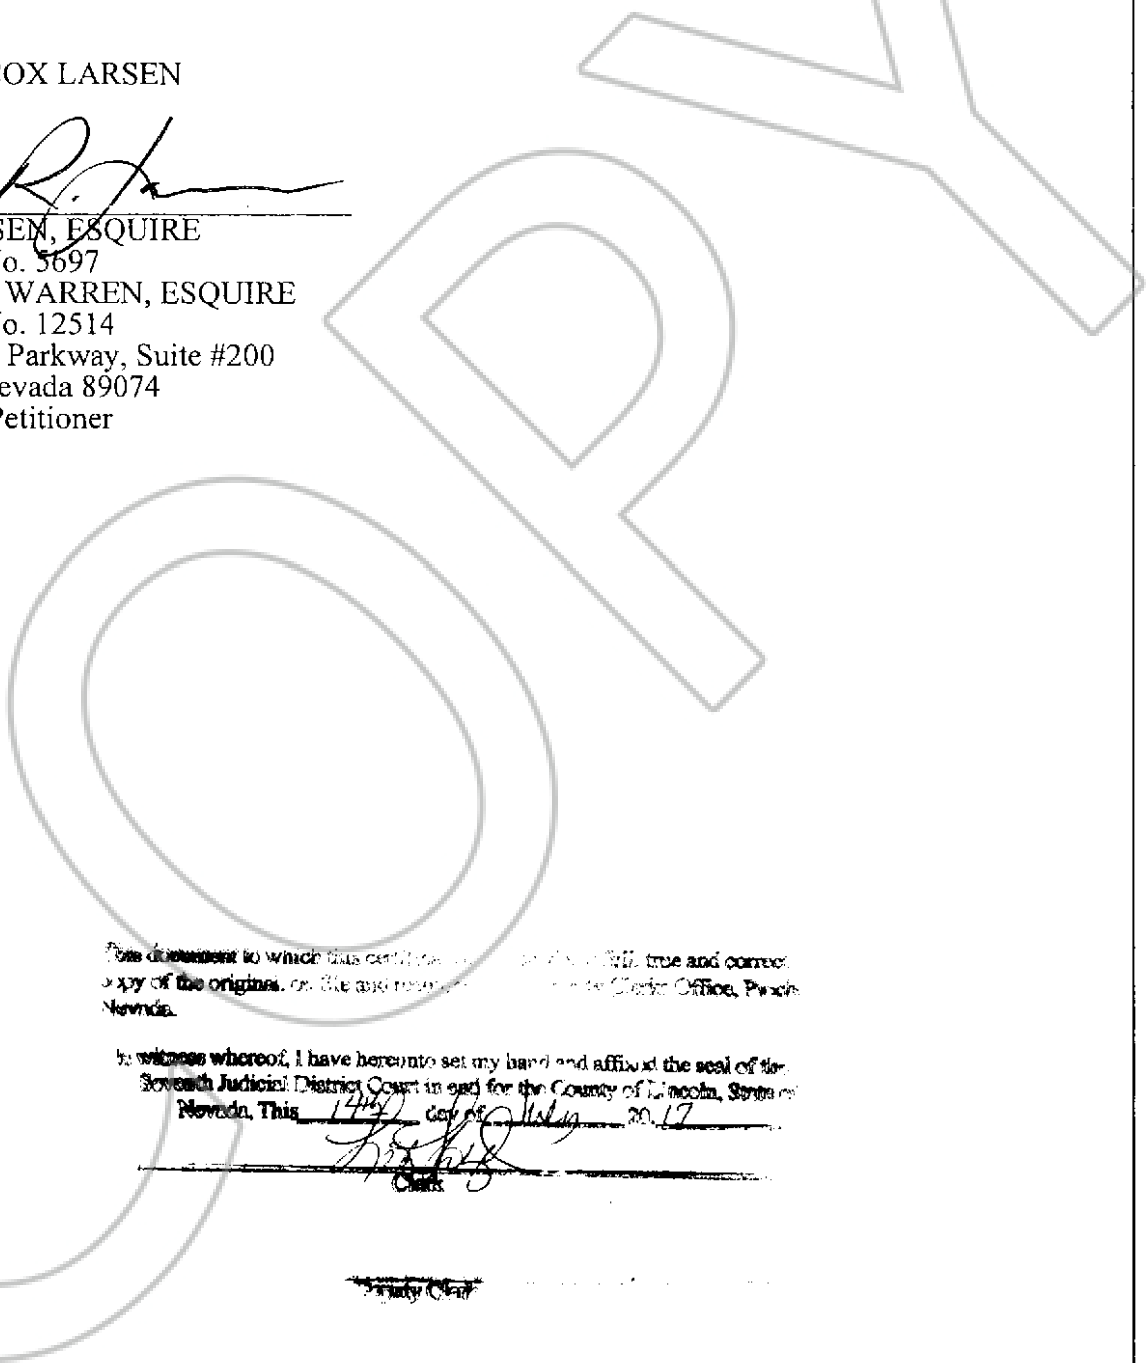 OX LARSEN
SEN, ESQUIRE
o. 5697
WARREN, ESQUIRE
o. 12514
Parkway, Suite #200
evada 89074
Petitioner
document to which this true and correct
of the original, on file and Office,
Nevada.
witness whereof, I have hereunto set my hand and affixed the seal of the
Seventh Judicial District Court in and for the County of Lincoln, State of
Nevada, This 14th day of July 20 17
Clerk
Deputy Clerk
COPY